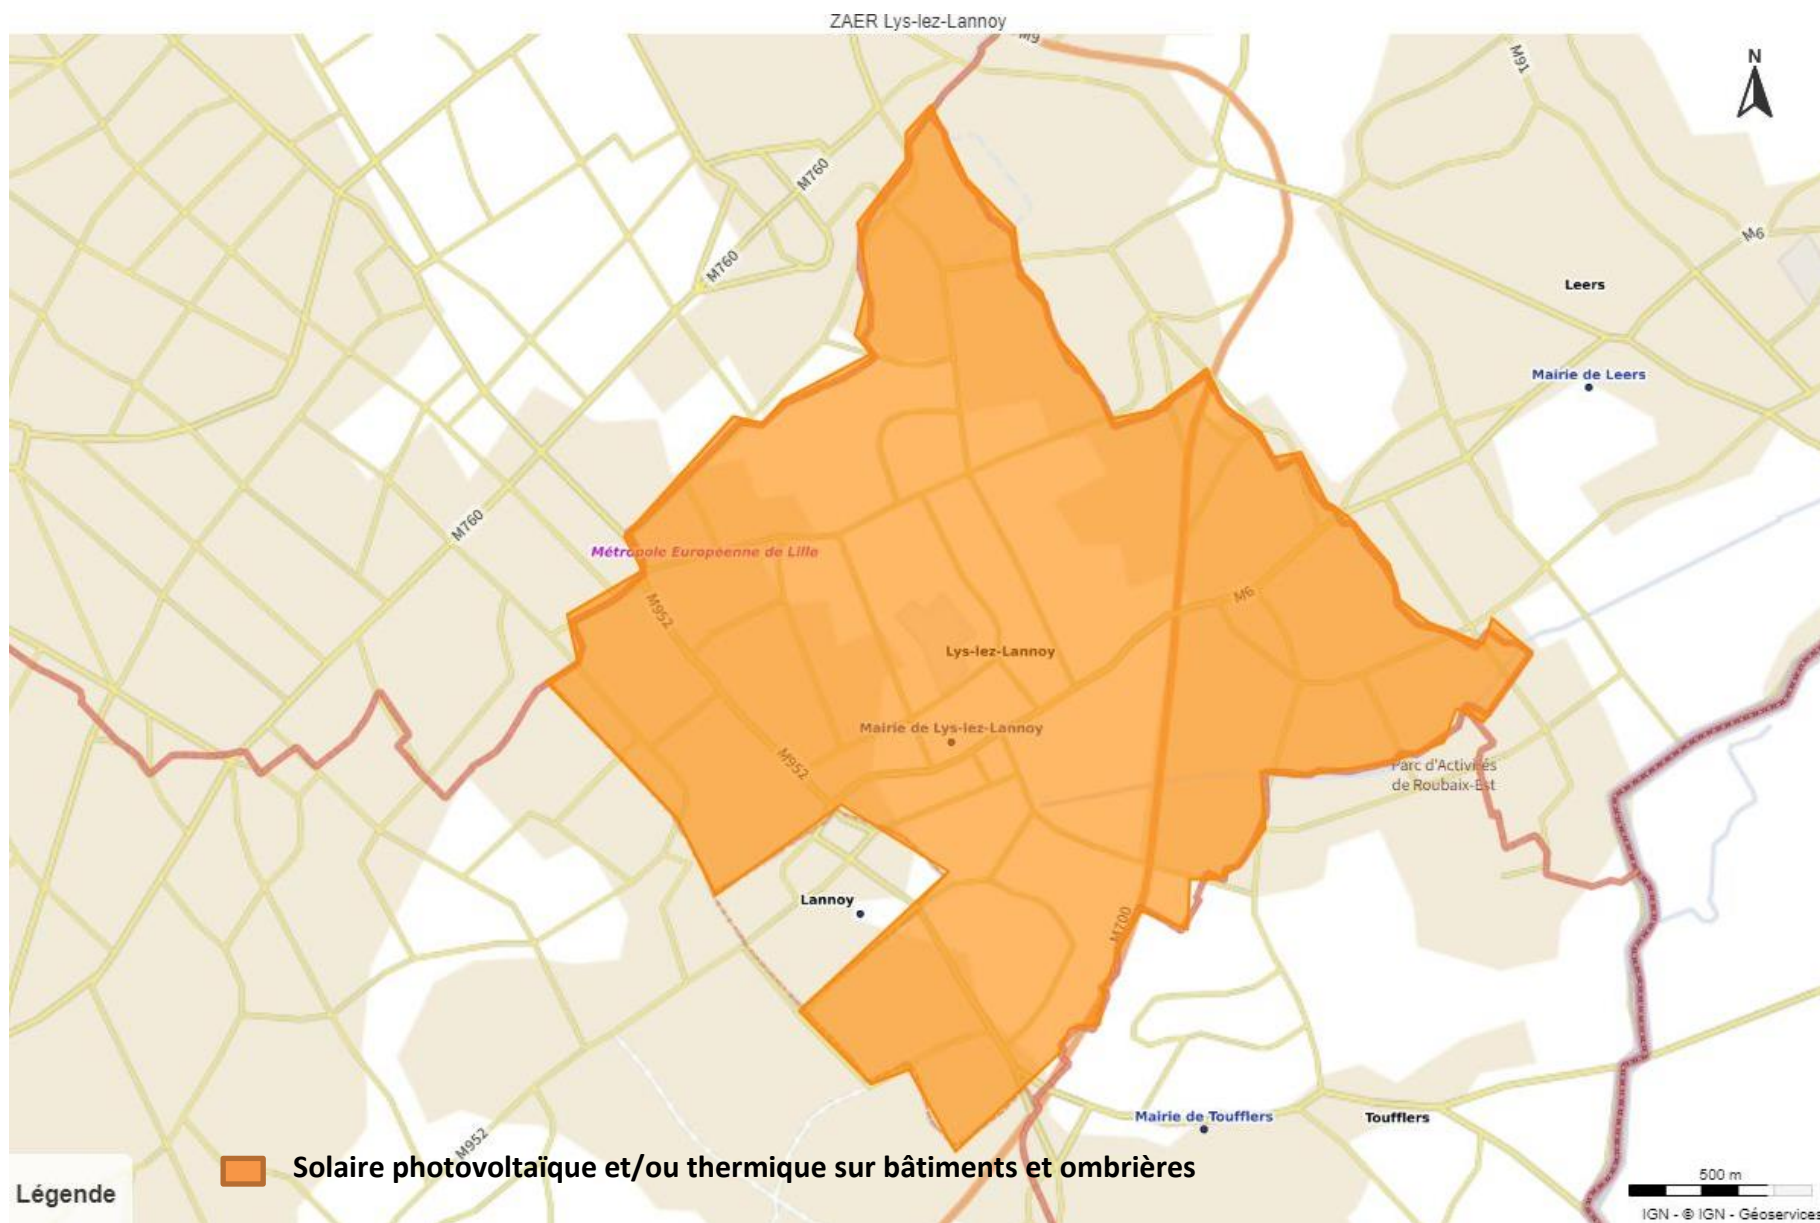 ZAER Lys-lez-Lannoy
M9
M91
N
M760
M760
M6
Leers
Mairie de Leers
M760
Métropole Européenne de Lille
M952
M6
Lys-lez-Lannoy
Mairie de Lys-lez-Lannoy
M952
Parc d'Activités
de Roubaix-Est
Lannoy
M700
Mairie de Toufflers
Toufflers
M952
Solaire photovoltaïque et/ou thermique sur bâtiments et ombrières
Légende
500 m
IGN - © IGN - Géoservices